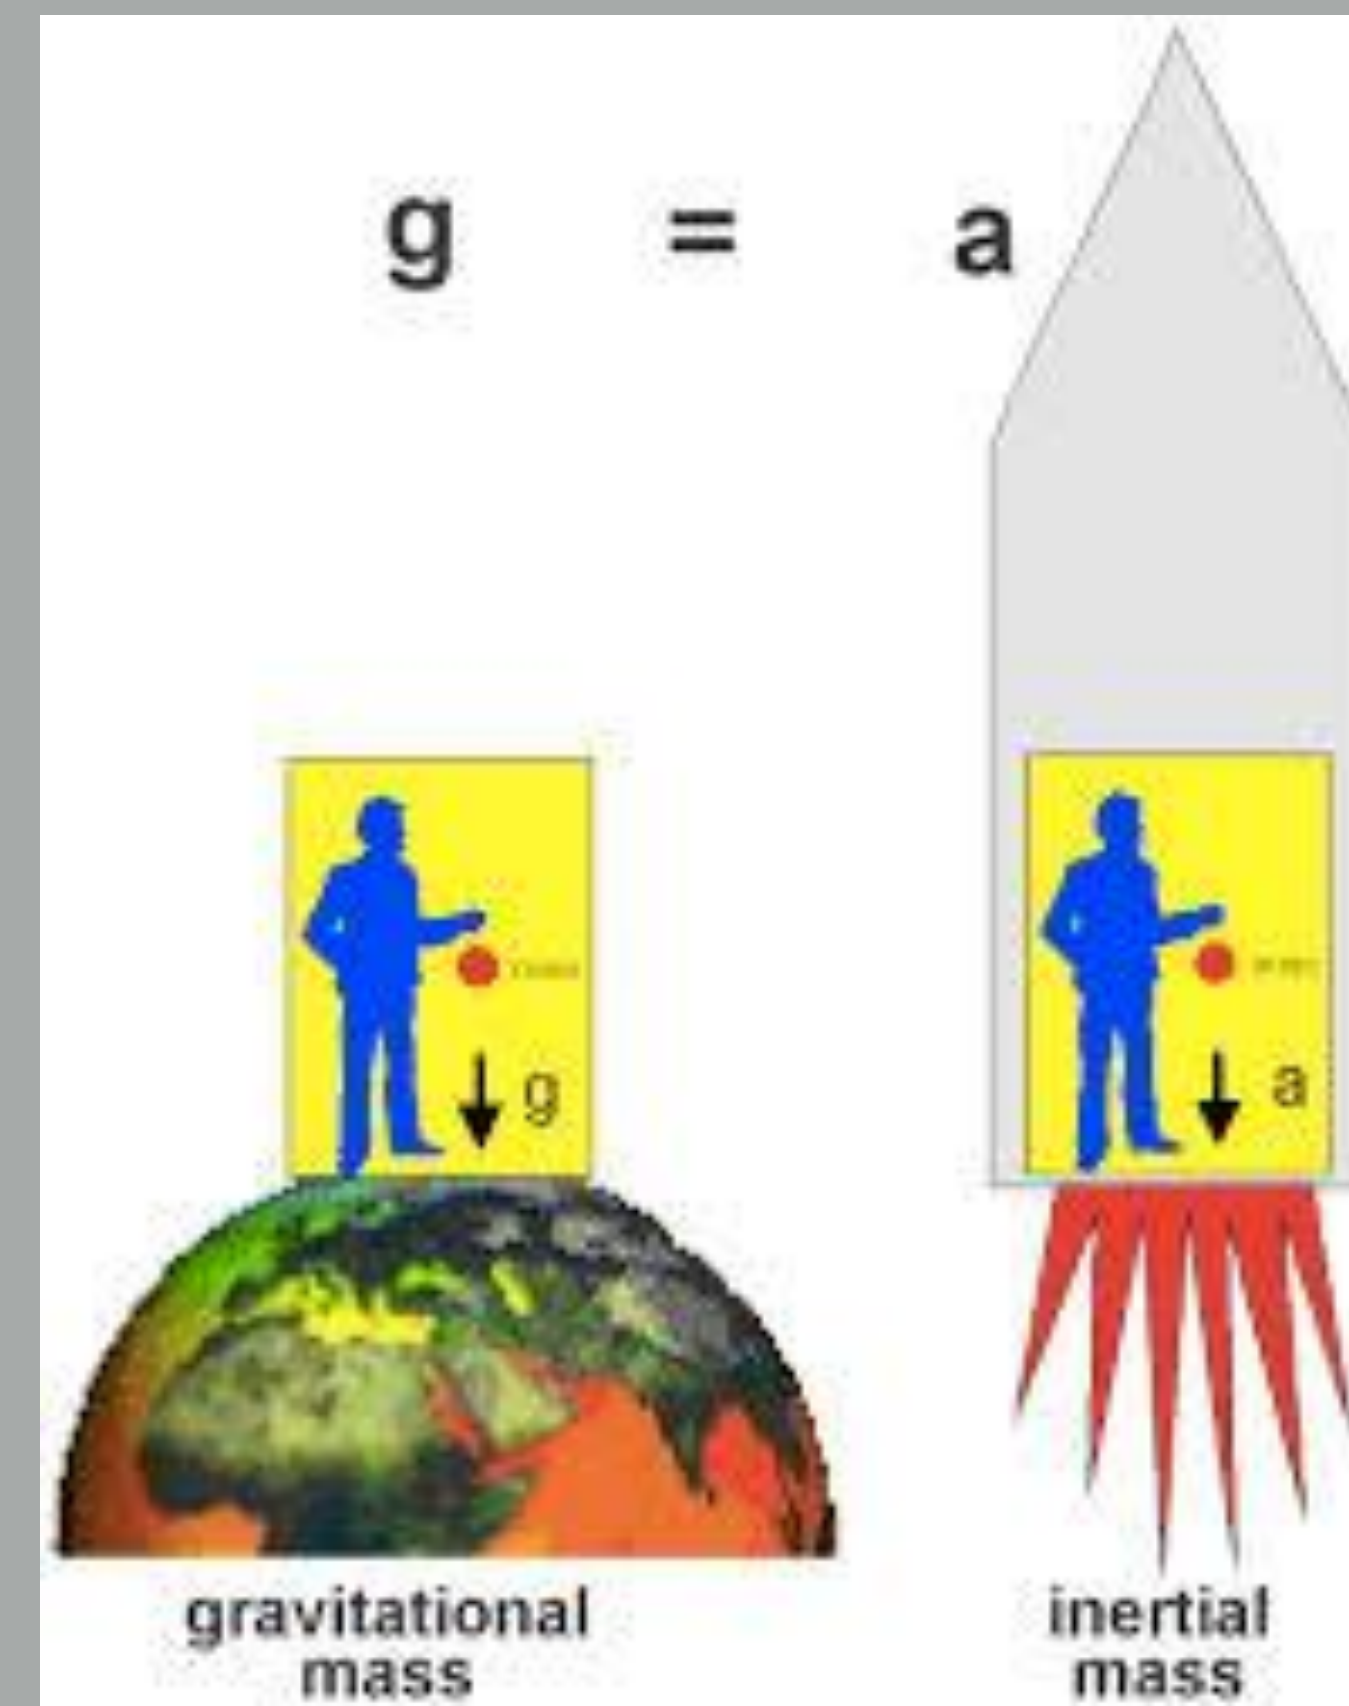 g = a
g
a
gravitational
mass
inertial
mass